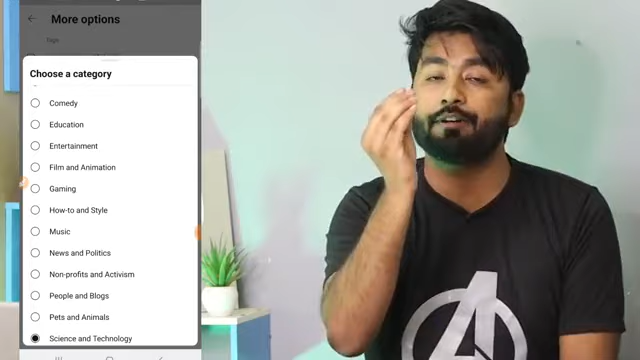 More options
Tags
Choose a category
Comedy
Education
Entertainment
Film and Animation
Gaming
How-to and Style
Music
News and Politics
Non-profits and Activism
People and Blogs
Pets and Animals
Science and Technology